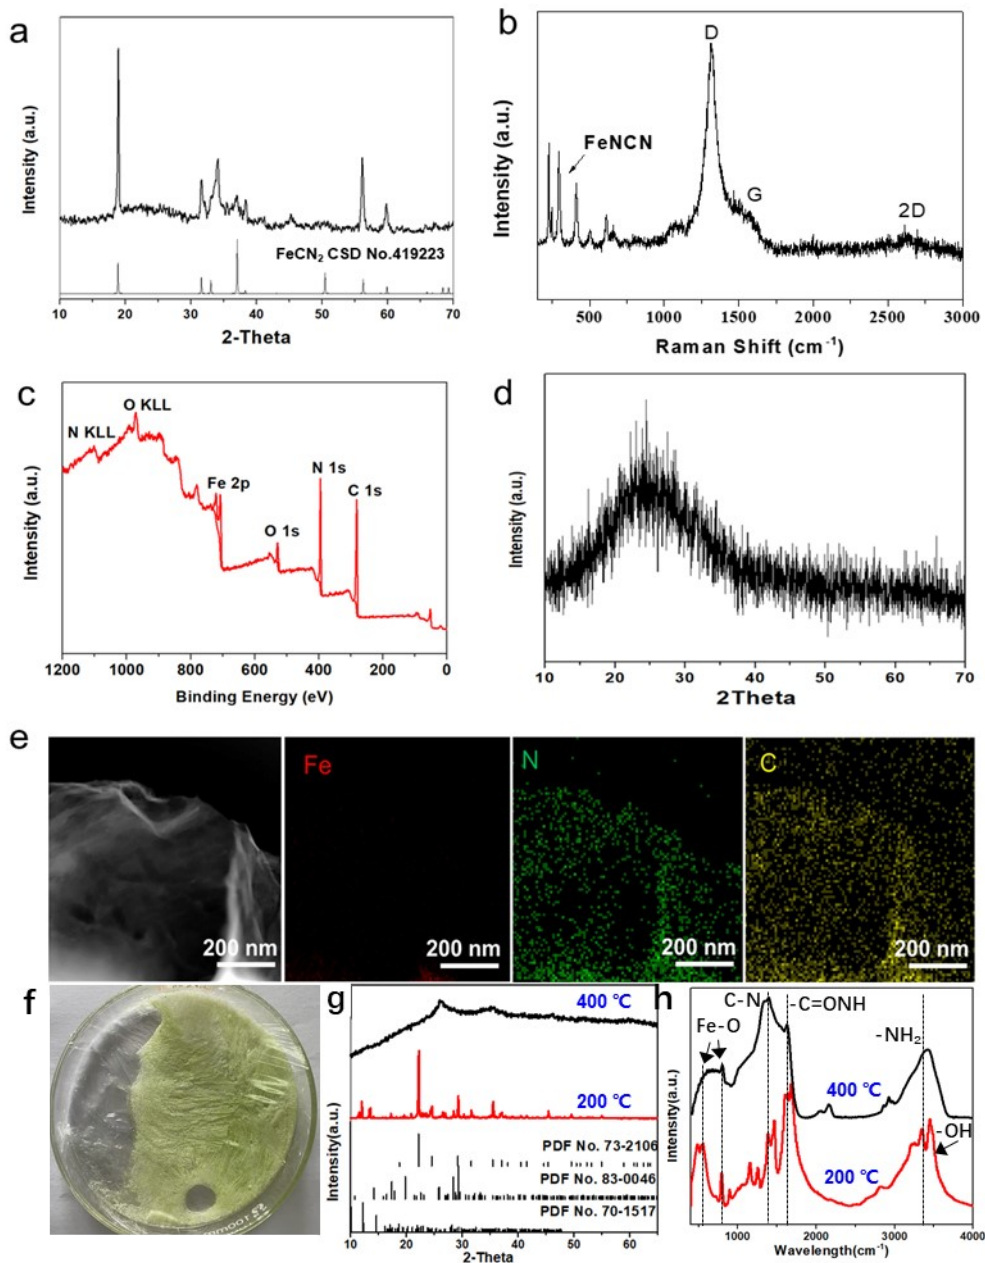 a
Intensity (a.u.)
FeCN₂ CSD No.419223
10 20 30 40 50 60 70
2-Theta
b
Intensity (a.u.)
D
FeNCN
G
2D
500 1000 1500 2000 2500 3000
Raman Shift (cm⁻¹)
c
Intensity (a.u.)
O KLL
N KLL
Fe 2p
O 1s
N 1s
C 1s
1200 1000 800 600 400 200 0
Binding Energy (eV)
d
Intensity (a.u.)
10 20 30 40 50 60 70
2Theta
e
200 nm
Fe
200 nm
N
200 nm
C
200 nm
f
g
Intensity(a.u.)
400 ℃
200 ℃
PDF No. 73-2106
PDF No. 83-0046
PDF No. 70-1517
10 20 30 40 50 60
2-Theta
h
Intensity(a.u.)
C-N
-C=ONH
Fe-O
-NH₂
400 ℃
-OH
200 ℃
1000 2000 3000 4000
Wavelength(cm⁻¹)